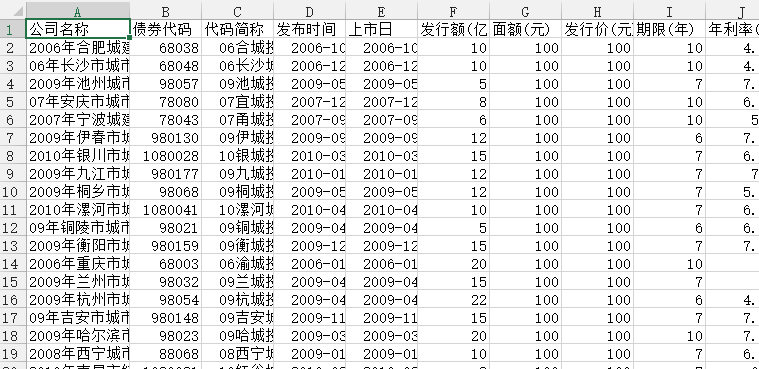 A B C D E F G H I J
1 公司名称 债券代码 代码简称 发布时间 上市日 发行额(亿 面额(元) 发行价(元 期限(年) 年利率(
2 2006年合肥城建 68038 06合城投 2006-10 2006-10 10 100 100 10 4.
3 06年长沙市城市 68048 06长沙城 2006-12 2006-12 10 100 100 10 4.
4 2009年池州城市 98057 09池城投 2009-05 2009-05 5 100 100 7 7.
5 07年安庆市城市 78080 07宜城投 2007-12 2007-12 8 100 100 10 6.
6 2007年宁波城建 78043 07甬城投 2007-09 2007-09 6 100 100 10 5
7 2009年伊春市城 980130 09伊城投 2009-09 2009-09 12 100 100 6 7.
8 2010年银川市城 1080028 10银城投 2010-03 2010-03 15 100 100 7 6.
9 2009年九江市城 980177 09九城投 2010-01 2010-01 12 100 100 7 7
10 2009年桐乡市城 98068 09桐城投 2009-05 2009-05 12 100 100 7 5.
11 2010年漯河市城 1080041 10漯河城 2010-04 2010-04 10 100 100 7 6.
12 09年铜陵市城市 98021 09铜城投 2009-04 2009-04 5 100 100 6 6.
13 2009年衡阳市城 980159 09衡城投 2009-12 2009-12 15 100 100 7 7.
14 2006年重庆市城 68003 06渝城投 2006-01 2006-01 20 100 100 10
15 2009年兰州市城 98032 09兰城投 2009-04 2009-04 15 100 100 7
16 2009年杭州市城 98054 09杭城投 2009-04 2009-04 22 100 100 6 4.
17 09年吉安市城市 980148 09吉安城 2009-11 2009-11 15 100 100 7 7.
18 2009年哈尔滨市 98023 09哈城投 2009-03 2009-03 20 100 100 10 7.
19 2008年西宁城市 88068 08西宁城 2009-01 2009-01 10 100 100 7 6.